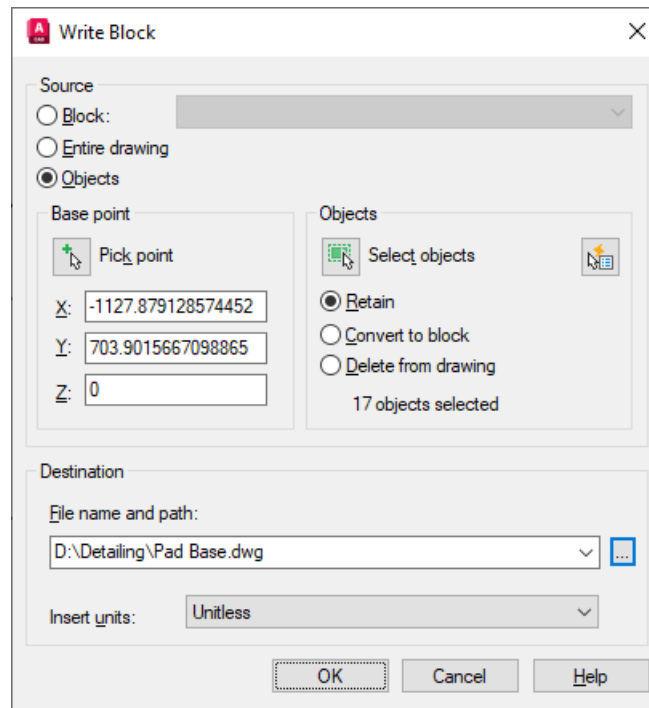 A CAD Write Block
Source
Block:
Entire drawing
Objects
Base point
Pick point
X: -1127.879128574452
Y: 703.9015667098865
Z: 0
Objects
Select objects
Retain
Convert to block
Delete from drawing
17 objects selected
Destination
File name and path:
D:\Detailing\Pad Base.dwg
...
Insert units: Unitless
OK Cancel Help